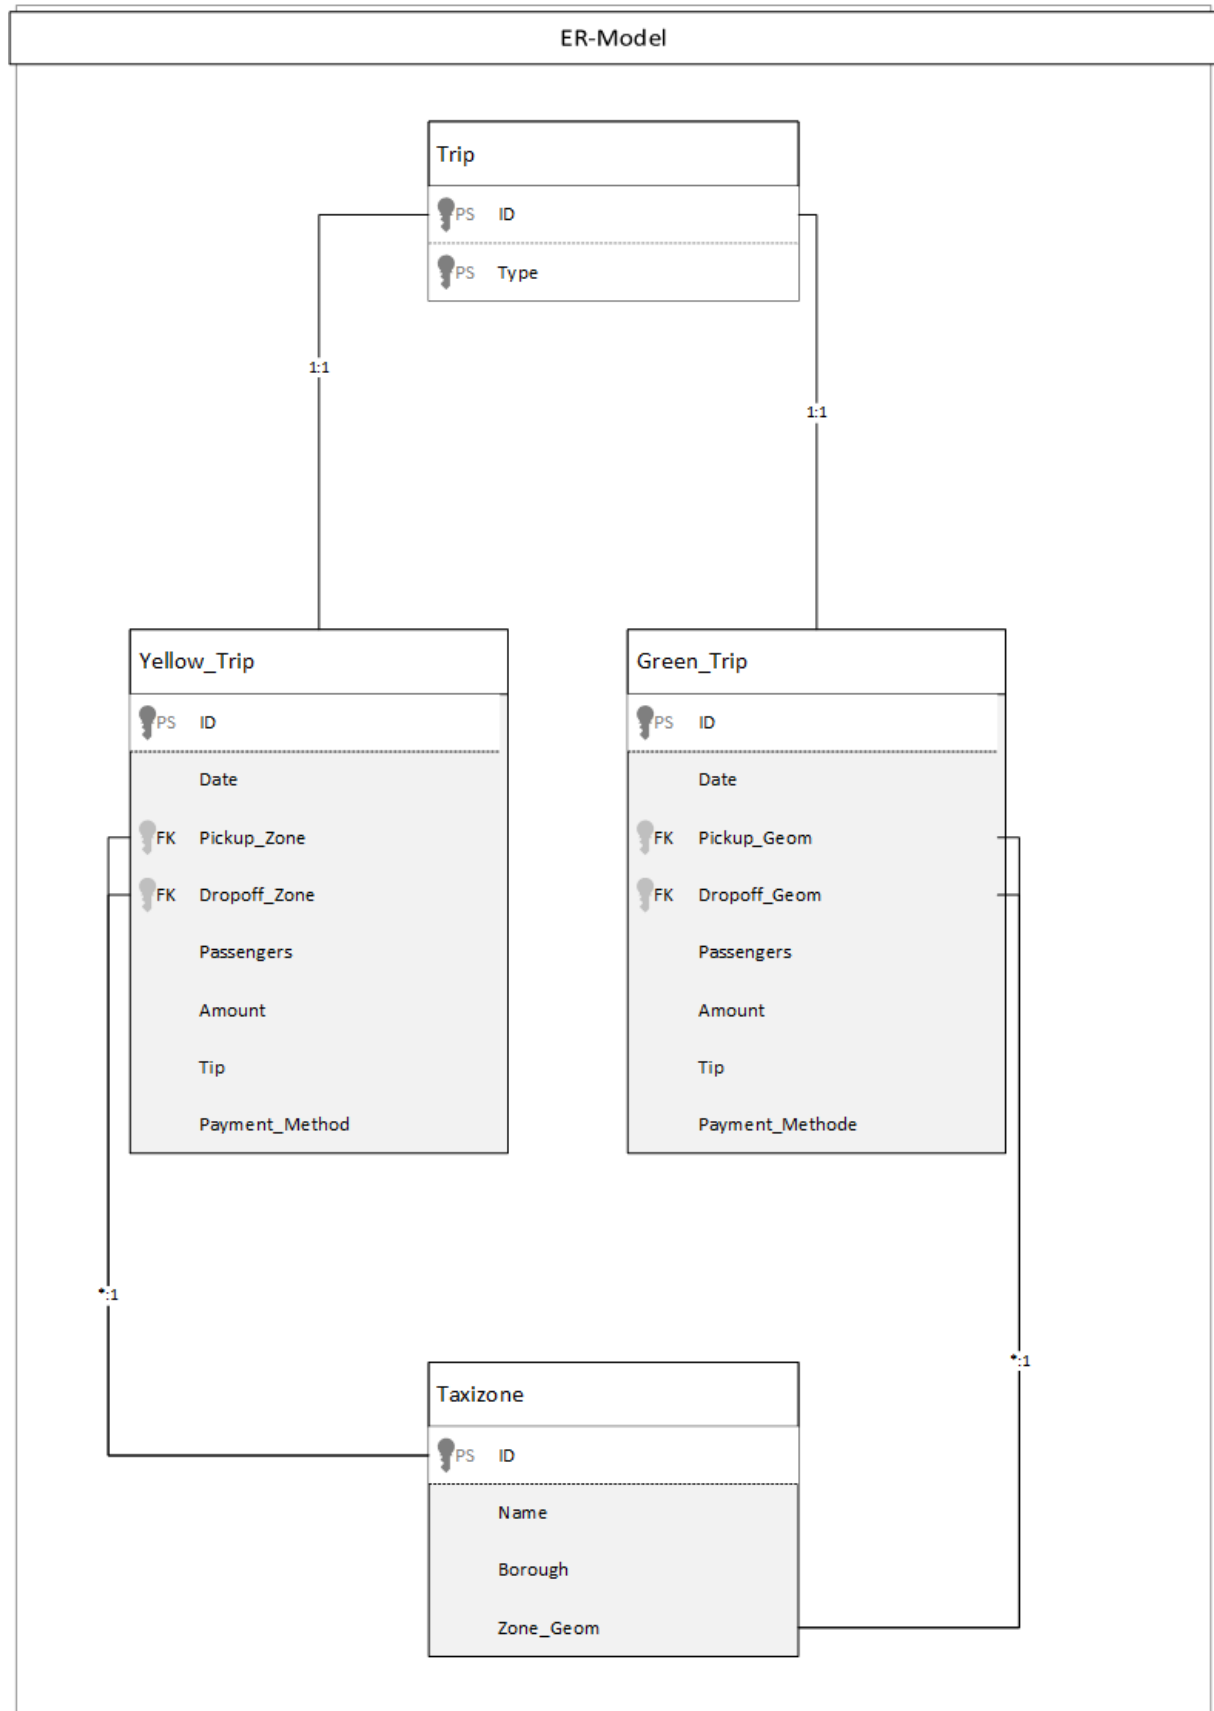 ER-Model
Trip
PS ID
PS Type
1:1
1:1
Yellow_Trip
PS ID
Date
FK Pickup_Zone
FK Dropoff_Zone
Passengers
Amount
Tip
Payment_Method
Green_Trip
PS ID
Date
FK Pickup_Geom
FK Dropoff_Geom
Passengers
Amount
Tip
Payment_Methode
*:1
*:1
Taxizone
PS ID
Name
Borough
Zone_Geom